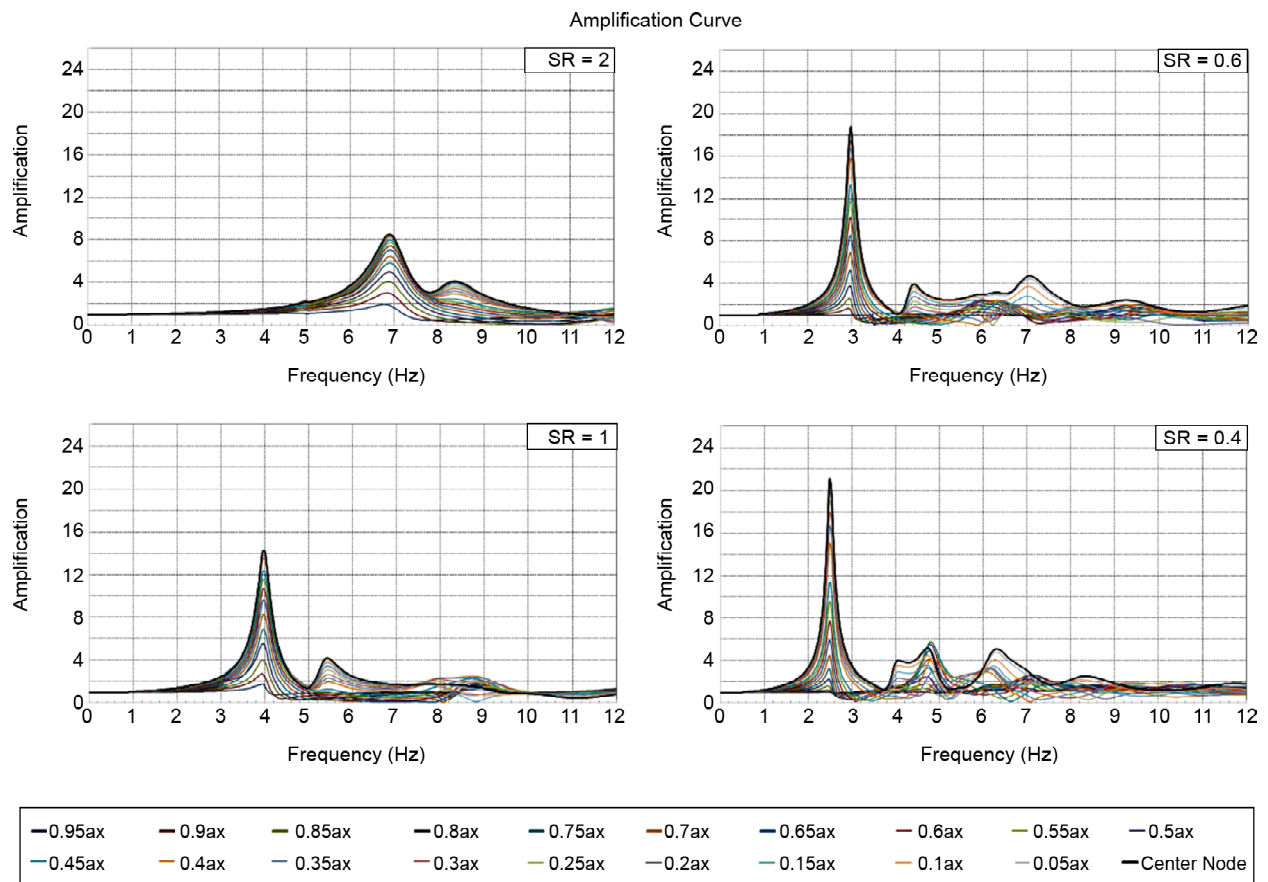 Amplification Curve
SR = 2
Amplification
24
20
16
12
8
4
0
0 1 2 3 4 5 6 7 8 9 10 11 12
Frequency (Hz)
SR = 0.6
Amplification
24
20
16
12
8
4
0
0 1 2 3 4 5 6 7 8 9 10 11 12
Frequency (Hz)
SR = 1
Amplification
24
20
16
12
8
4
0
0 1 2 3 4 5 6 7 8 9 10 11 12
Frequency (Hz)
SR = 0.4
Amplification
24
20
16
12
8
4
0
0 1 2 3 4 5 6 7 8 9 10 11 12
Frequency (Hz)
0.95ax 0.9ax 0.85ax 0.8ax 0.75ax 0.7ax 0.65ax 0.6ax 0.55ax 0.5ax
0.45ax 0.4ax 0.35ax 0.3ax 0.25ax 0.2ax 0.15ax 0.1ax 0.05ax Center Node